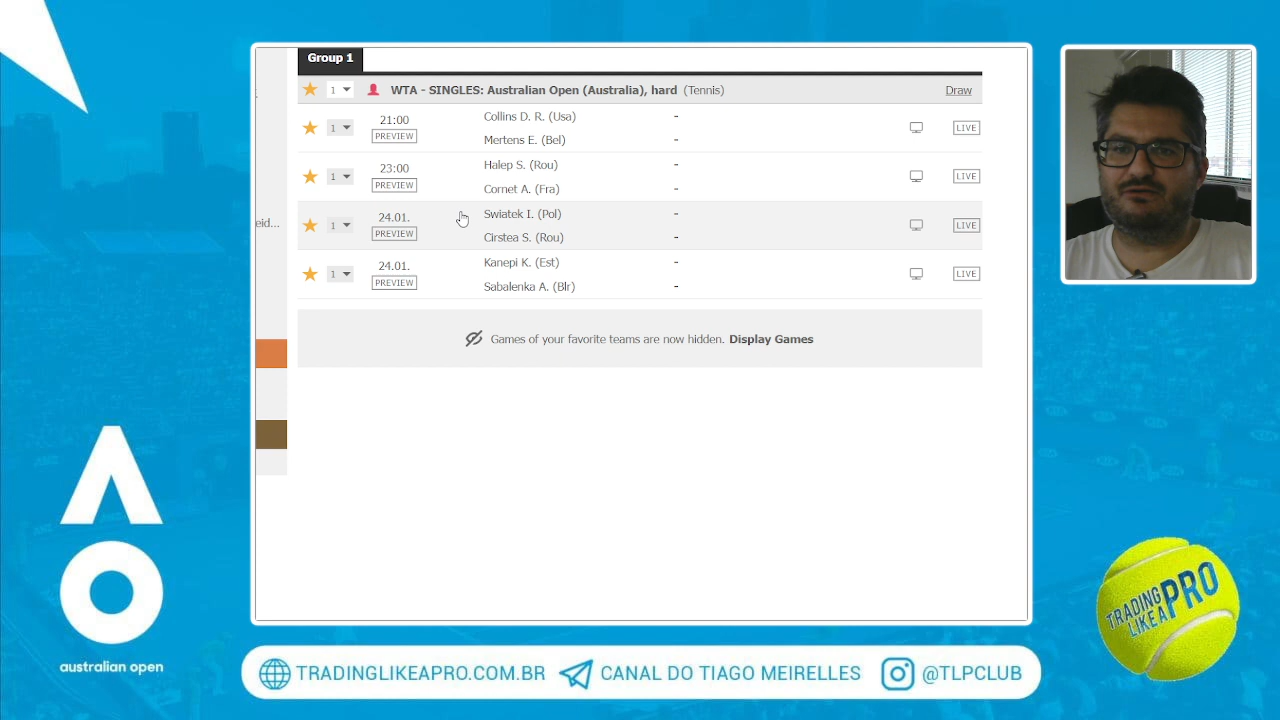 Group 1
1 WTA - SINGLES: Australian Open (Australia), hard (Tennis) Draw
1 21:00 Collins D. R. (Usa) -
PREVIEW Mertens E. (Bel) - LIVE
1 23:00 Halep S. (Rou) -
PREVIEW Cornet A. (Fra) - LIVE
eid...
1 24.01. Swiatek I. (Pol) -
PREVIEW Cirstea S. (Rou) - LIVE
1 24.01. Kanepi K. (Est) -
PREVIEW Sabalenka A. (Blr) - LIVE
Games of your favorite teams are now hidden. Display Games
australian open
TRADING LIKE A PRO
TRADINGLIKEAPRO.COM.BR CANAL DO TIAGO MEIRELLES @TLPCLUB